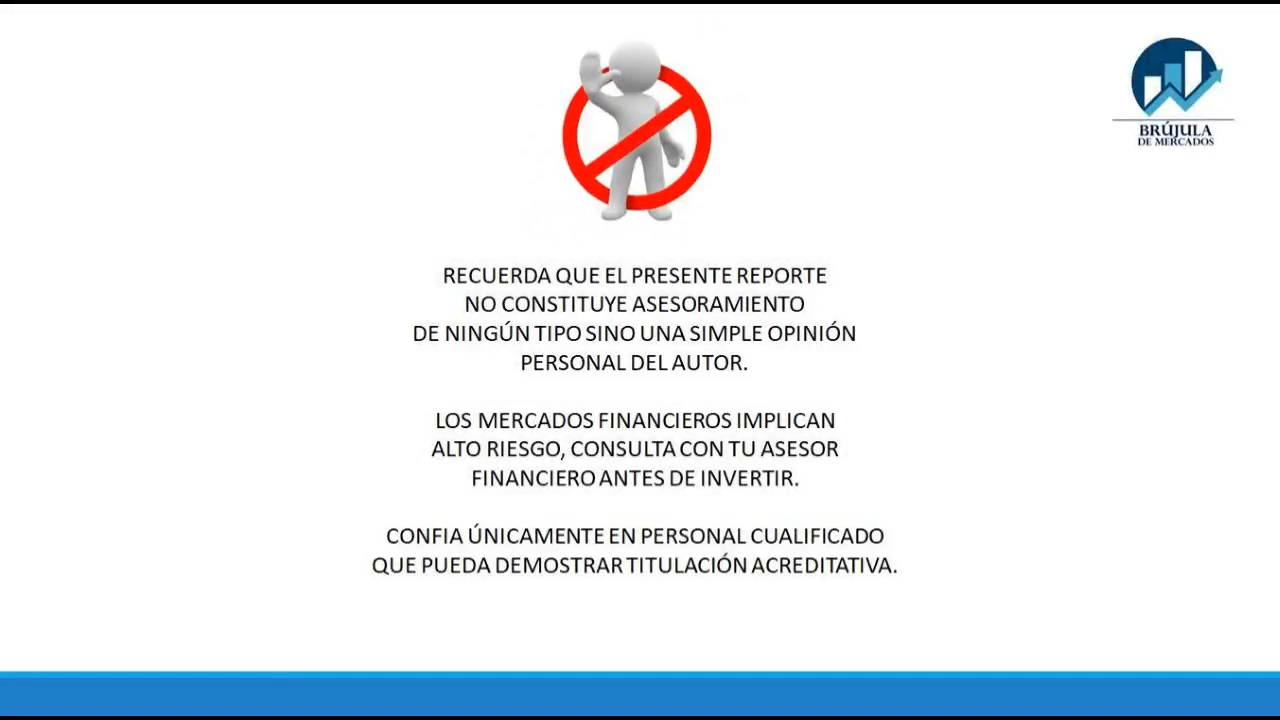 BRÚJULA
DE MERCADOS
RECUERDA QUE EL PRESENTE REPORTE
NO CONSTITUYE ASESORAMIENTO
DE NINGÚN TIPO SINO UNA SIMPLE OPINIÓN
PERSONAL DEL AUTOR.
LOS MERCADOS FINANCIEROS IMPLICAN
ALTO RIESGO, CONSULTA CON TU ASESOR
FINANCIERO ANTES DE INVERTIR.
CONFIA ÚNICAMENTE EN PERSONAL CUALIFICADO
QUE PUEDA DEMOSTRAR TITULACIÓN ACREDITATIVA.